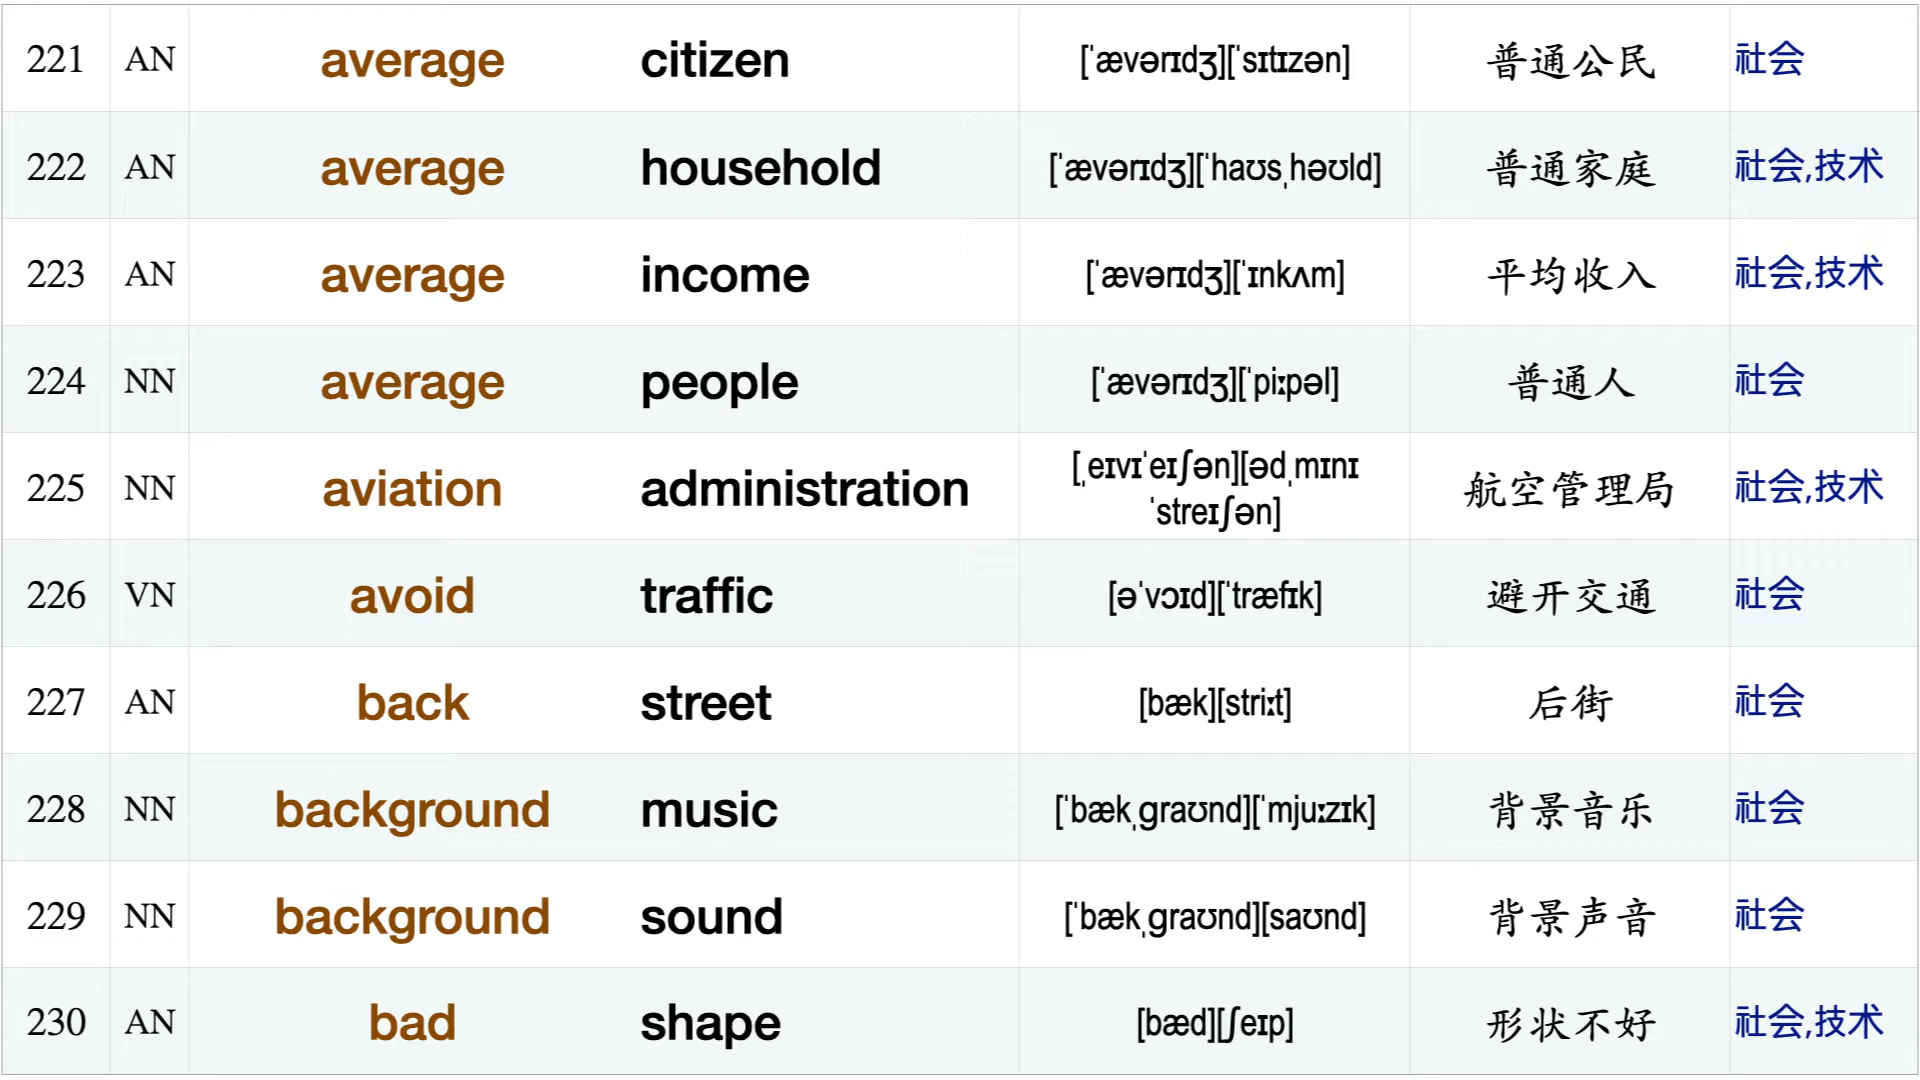 221 AN average citizen [ˈævərɪdʒ][ˈsɪtɪzən] 普通公民 社会
222 AN average household [ˈævərɪdʒ][ˈhaʊsˌhəʊld] 普通家庭 社会,技术
223 AN average income [ˈævərɪdʒ][ˈɪnkʌm] 平均收入 社会,技术
224 NN average people [ˈævərɪdʒ][ˈpiːpəl] 普通人 社会
225 NN aviation administration [ˌeɪvɪˈeɪʃən][ədˌmɪnɪ 航空管理局 社会,技术
ˈstreɪʃən]
226 VN avoid traffic [əˈvɔɪd][ˈtræfɪk] 避开交通 社会
227 AN back street [bæk][striːt] 后街 社会
228 NN background music [ˈbækˌɡraʊnd][ˈmjuːzɪk] 背景音乐 社会
229 NN background sound [ˈbækˌɡraʊnd][saʊnd] 背景声音 社会
230 AN bad shape [bæd][ʃeɪp] 形状不好 社会,技术